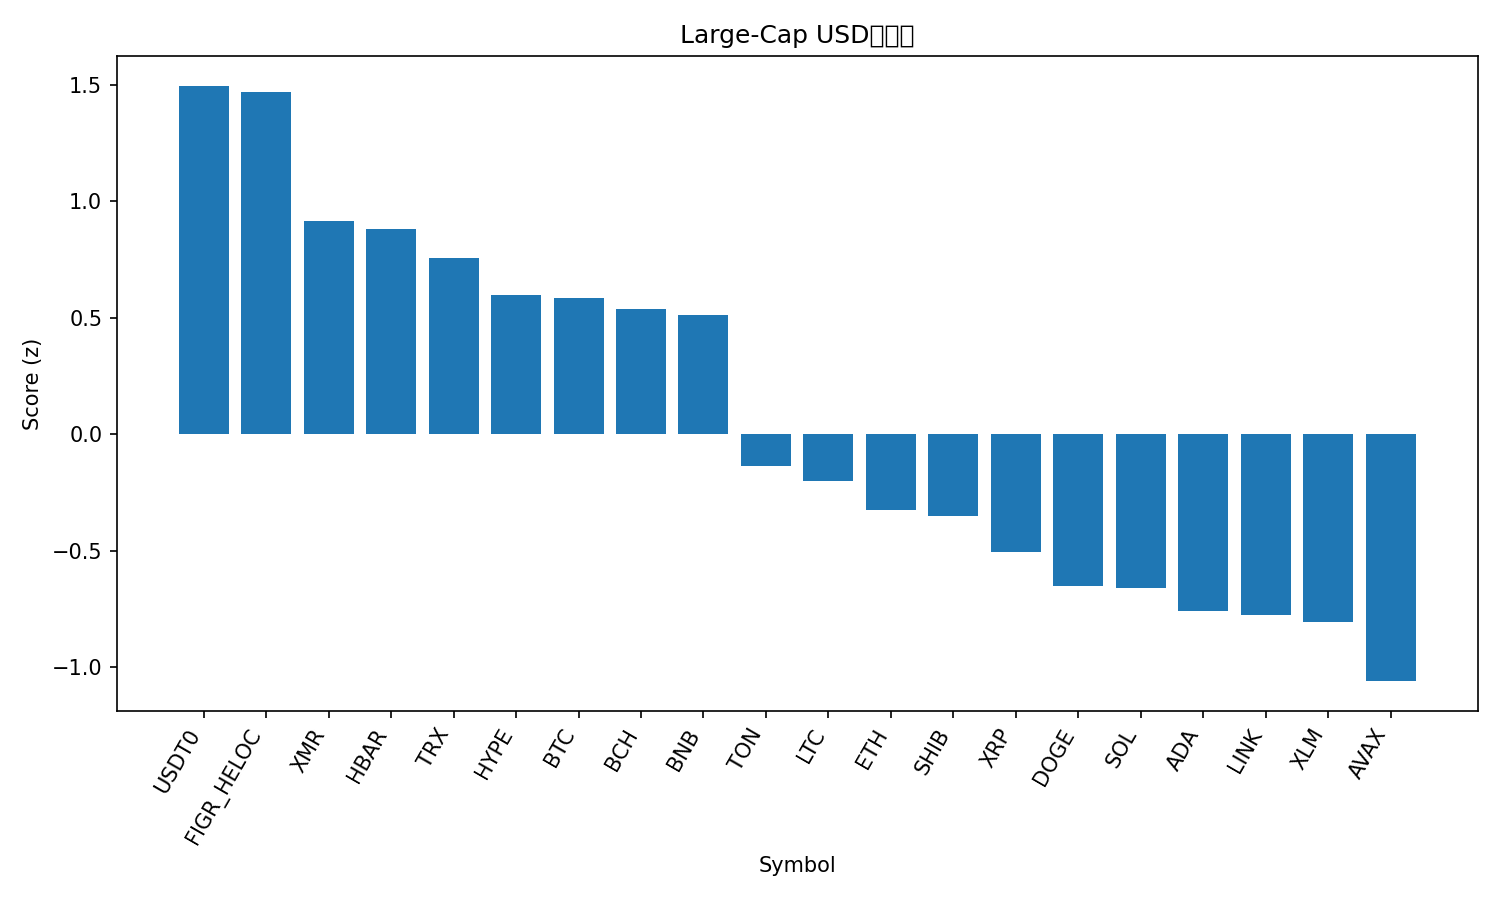 Large-Cap USD
Score (z)
1.5
1.0
0.5
0.0
−0.5
−1.0
USDT0
FIGR_HELOC
XMR
HBAR
TRX
HYPE
BTC
BCH
BNB
TON
LTC
ETH
SHIB
XRP
DOGE
SOL
ADA
LINK
XLM
AVAX
Symbol